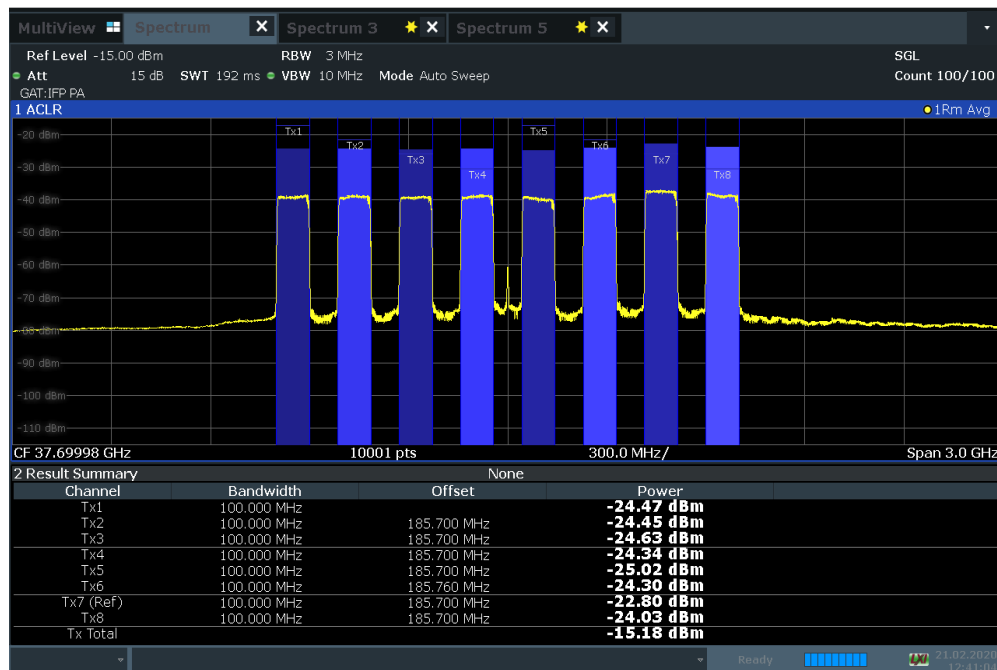 MultiView Spectrum X Spectrum 3 X Spectrum 5 X
Ref Level -15.00 dBm RBW 3 MHz SGL
Att 15 dB SWT 192 ms VBW 10 MHz Mode Auto Sweep Count 100/100
GAT:IFP PA
1 ACLR 1Rm Avg
-20 dBm
Tx1 Tx5
Tx2 Tx6
Tx3 Tx7
-30 dBm
Tx4 Tx8
-40 dBm
-50 dBm
-60 dBm
-70 dBm
-80 dBm
-90 dBm
-100 dBm
-110 dBm
CF 37.69998 GHz 10001 pts 300.0 MHz/ Span 3.0 GHz
2 Result Summary None
Channel Bandwidth Offset Power
Tx1 100.000 MHz -24.47 dBm
Tx2 100.000 MHz 185.700 MHz -24.45 dBm
Tx3 100.000 MHz 185.700 MHz -24.63 dBm
Tx4 100.000 MHz 185.700 MHz -24.34 dBm
Tx5 100.000 MHz 185.700 MHz -25.02 dBm
Tx6 100.000 MHz 185.760 MHz -24.30 dBm
Tx7 (Ref) 100.000 MHz 185.700 MHz -22.80 dBm
Tx8 100.000 MHz 185.700 MHz -24.03 dBm
Tx Total -15.18 dBm
Ready 21.02.2020
12:41:04